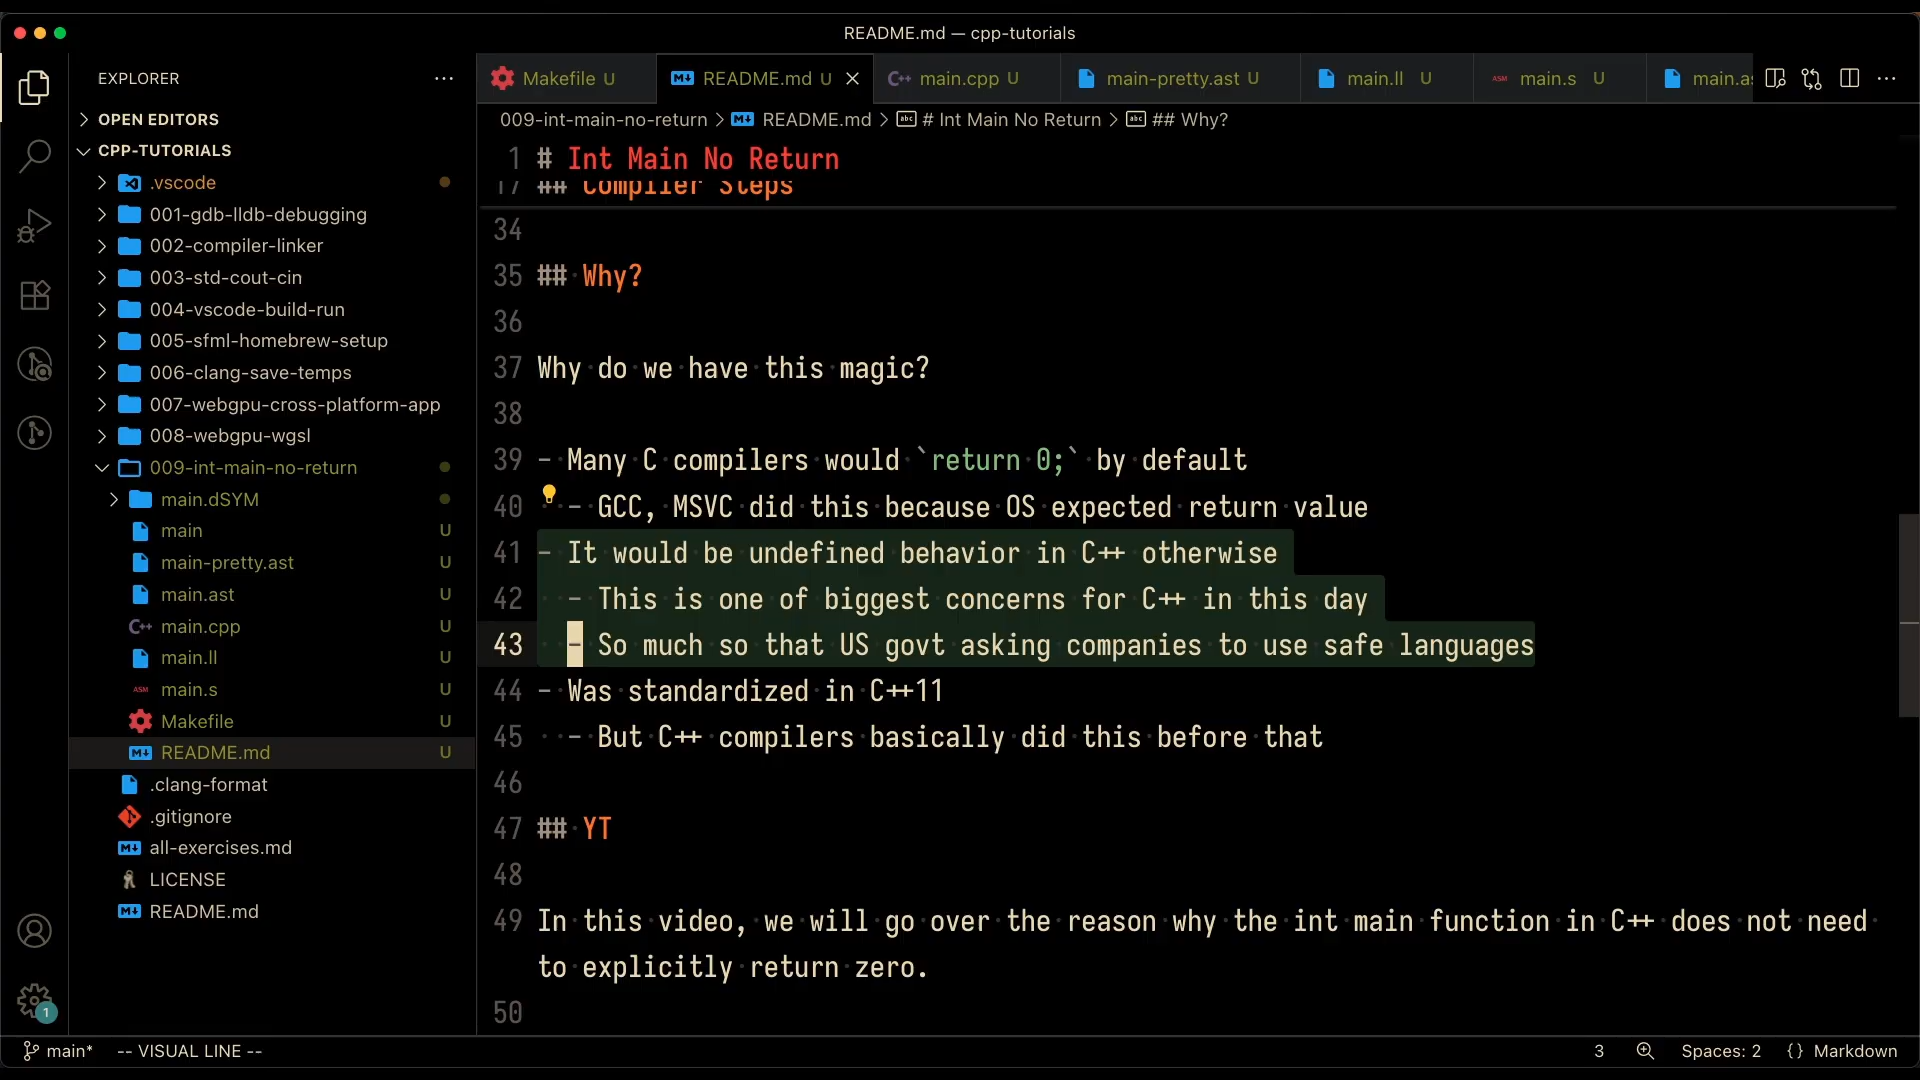 README.md — cpp-tutorials
EXPLORER
OPEN EDITORS
CPP-TUTORIALS
.vscode
001-gdb-lldb-debugging
002-compiler-linker
003-std-cout-cin
004-vscode-build-run
005-sfml-homebrew-setup
006-clang-save-temps
007-webgpu-cross-platform-app
008-webgpu-wgsl
009-int-main-no-return
main.dSYM
main U
main-pretty.ast U
main.ast U
C++ main.cpp U
main.ll U
ASM main.s U
Makefile U
M↓ README.md U
.clang-format
.gitignore
M↓ all-exercises.md
LICENSE
M↓ README.md
Makefile U
M↓ README.md U
C++ main.cpp U
main-pretty.ast U
main.ll U
ASM main.s U
main.as
009-int-main-no-return > M↓ README.md > abc # Int Main No Return > abc ## Why?
1 # Int Main No Return
17 ## Compiler Steps
34
35 ## Why?
36
37 Why do we have this magic?
38
39 - Many C compilers would `return 0;` by default
40 - GCC, MSVC did this because OS expected return value
41 - It would be undefined behavior in C++ otherwise
42 - This is one of biggest concerns for C++ in this day
43 - So much so that US govt asking companies to use safe languages
44 - Was standardized in C++11
45 - But C++ compilers basically did this before that
46
47 ## YT
48
49 In this video, we will go over the reason why the int main function in C++ does not need
to explicitly return zero.
50
1
main* -- VISUAL LINE -- 3 Spaces: 2 {} Markdown